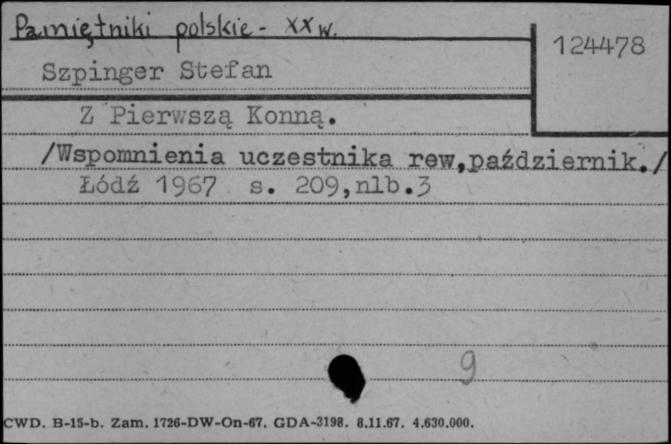 Pamiętniki polskie - XX w.
124478
Szpinger Stefan
Z Pierwszą Konną.
/Wspomnienia uczestnika rew,październik./
Łódź 1967 s. 209,nlb.3
9
CWD. B-15-b. Zam. 1726-DW-On-67. GDA-3198. 8.11.67. 4.630.000.